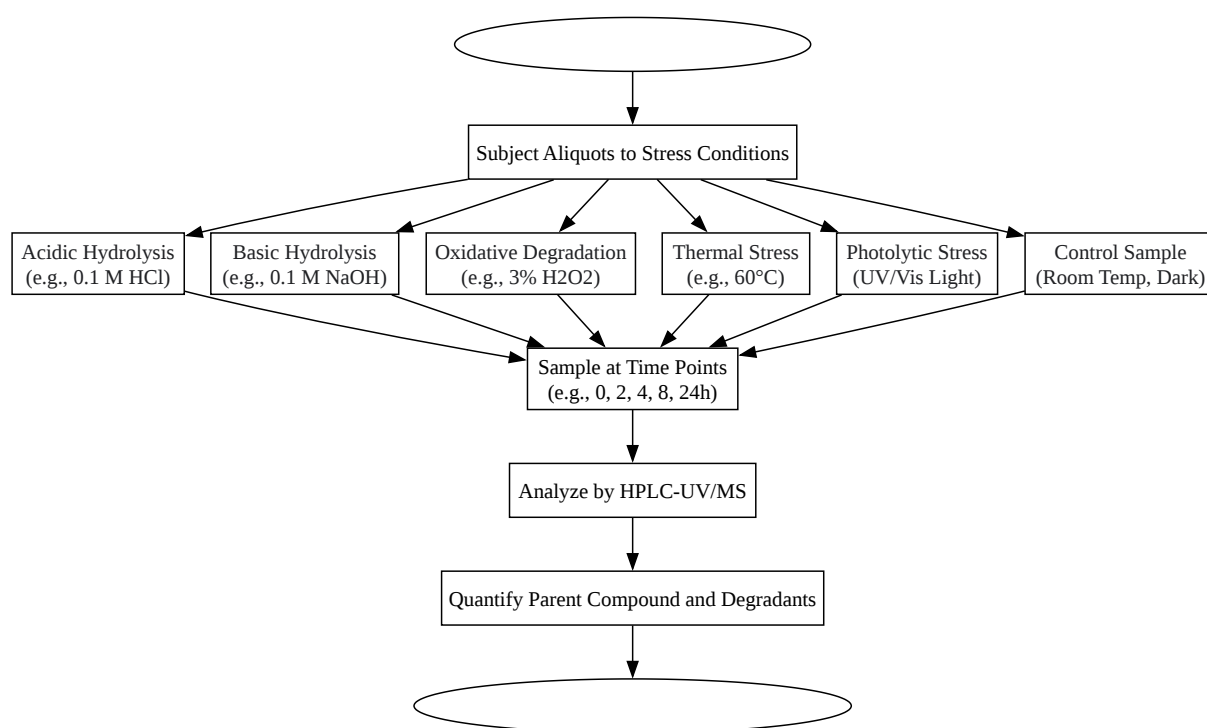 Subject Aliquots to Stress Conditions
Acidic Hydrolysis
(e.g., 0.1 M HCl)
Basic Hydrolysis
(e.g., 0.1 M NaOH)
Oxidative Degradation
(e.g., 3% H2O2)
Thermal Stress
(e.g., 60°C)
Photolytic Stress
(UV/Vis Light)
Control Sample
(Room Temp, Dark)
Sample at Time Points
(e.g., 0, 2, 4, 8, 24h)
Analyze by HPLC-UV/MS
Quantify Parent Compound and Degradants